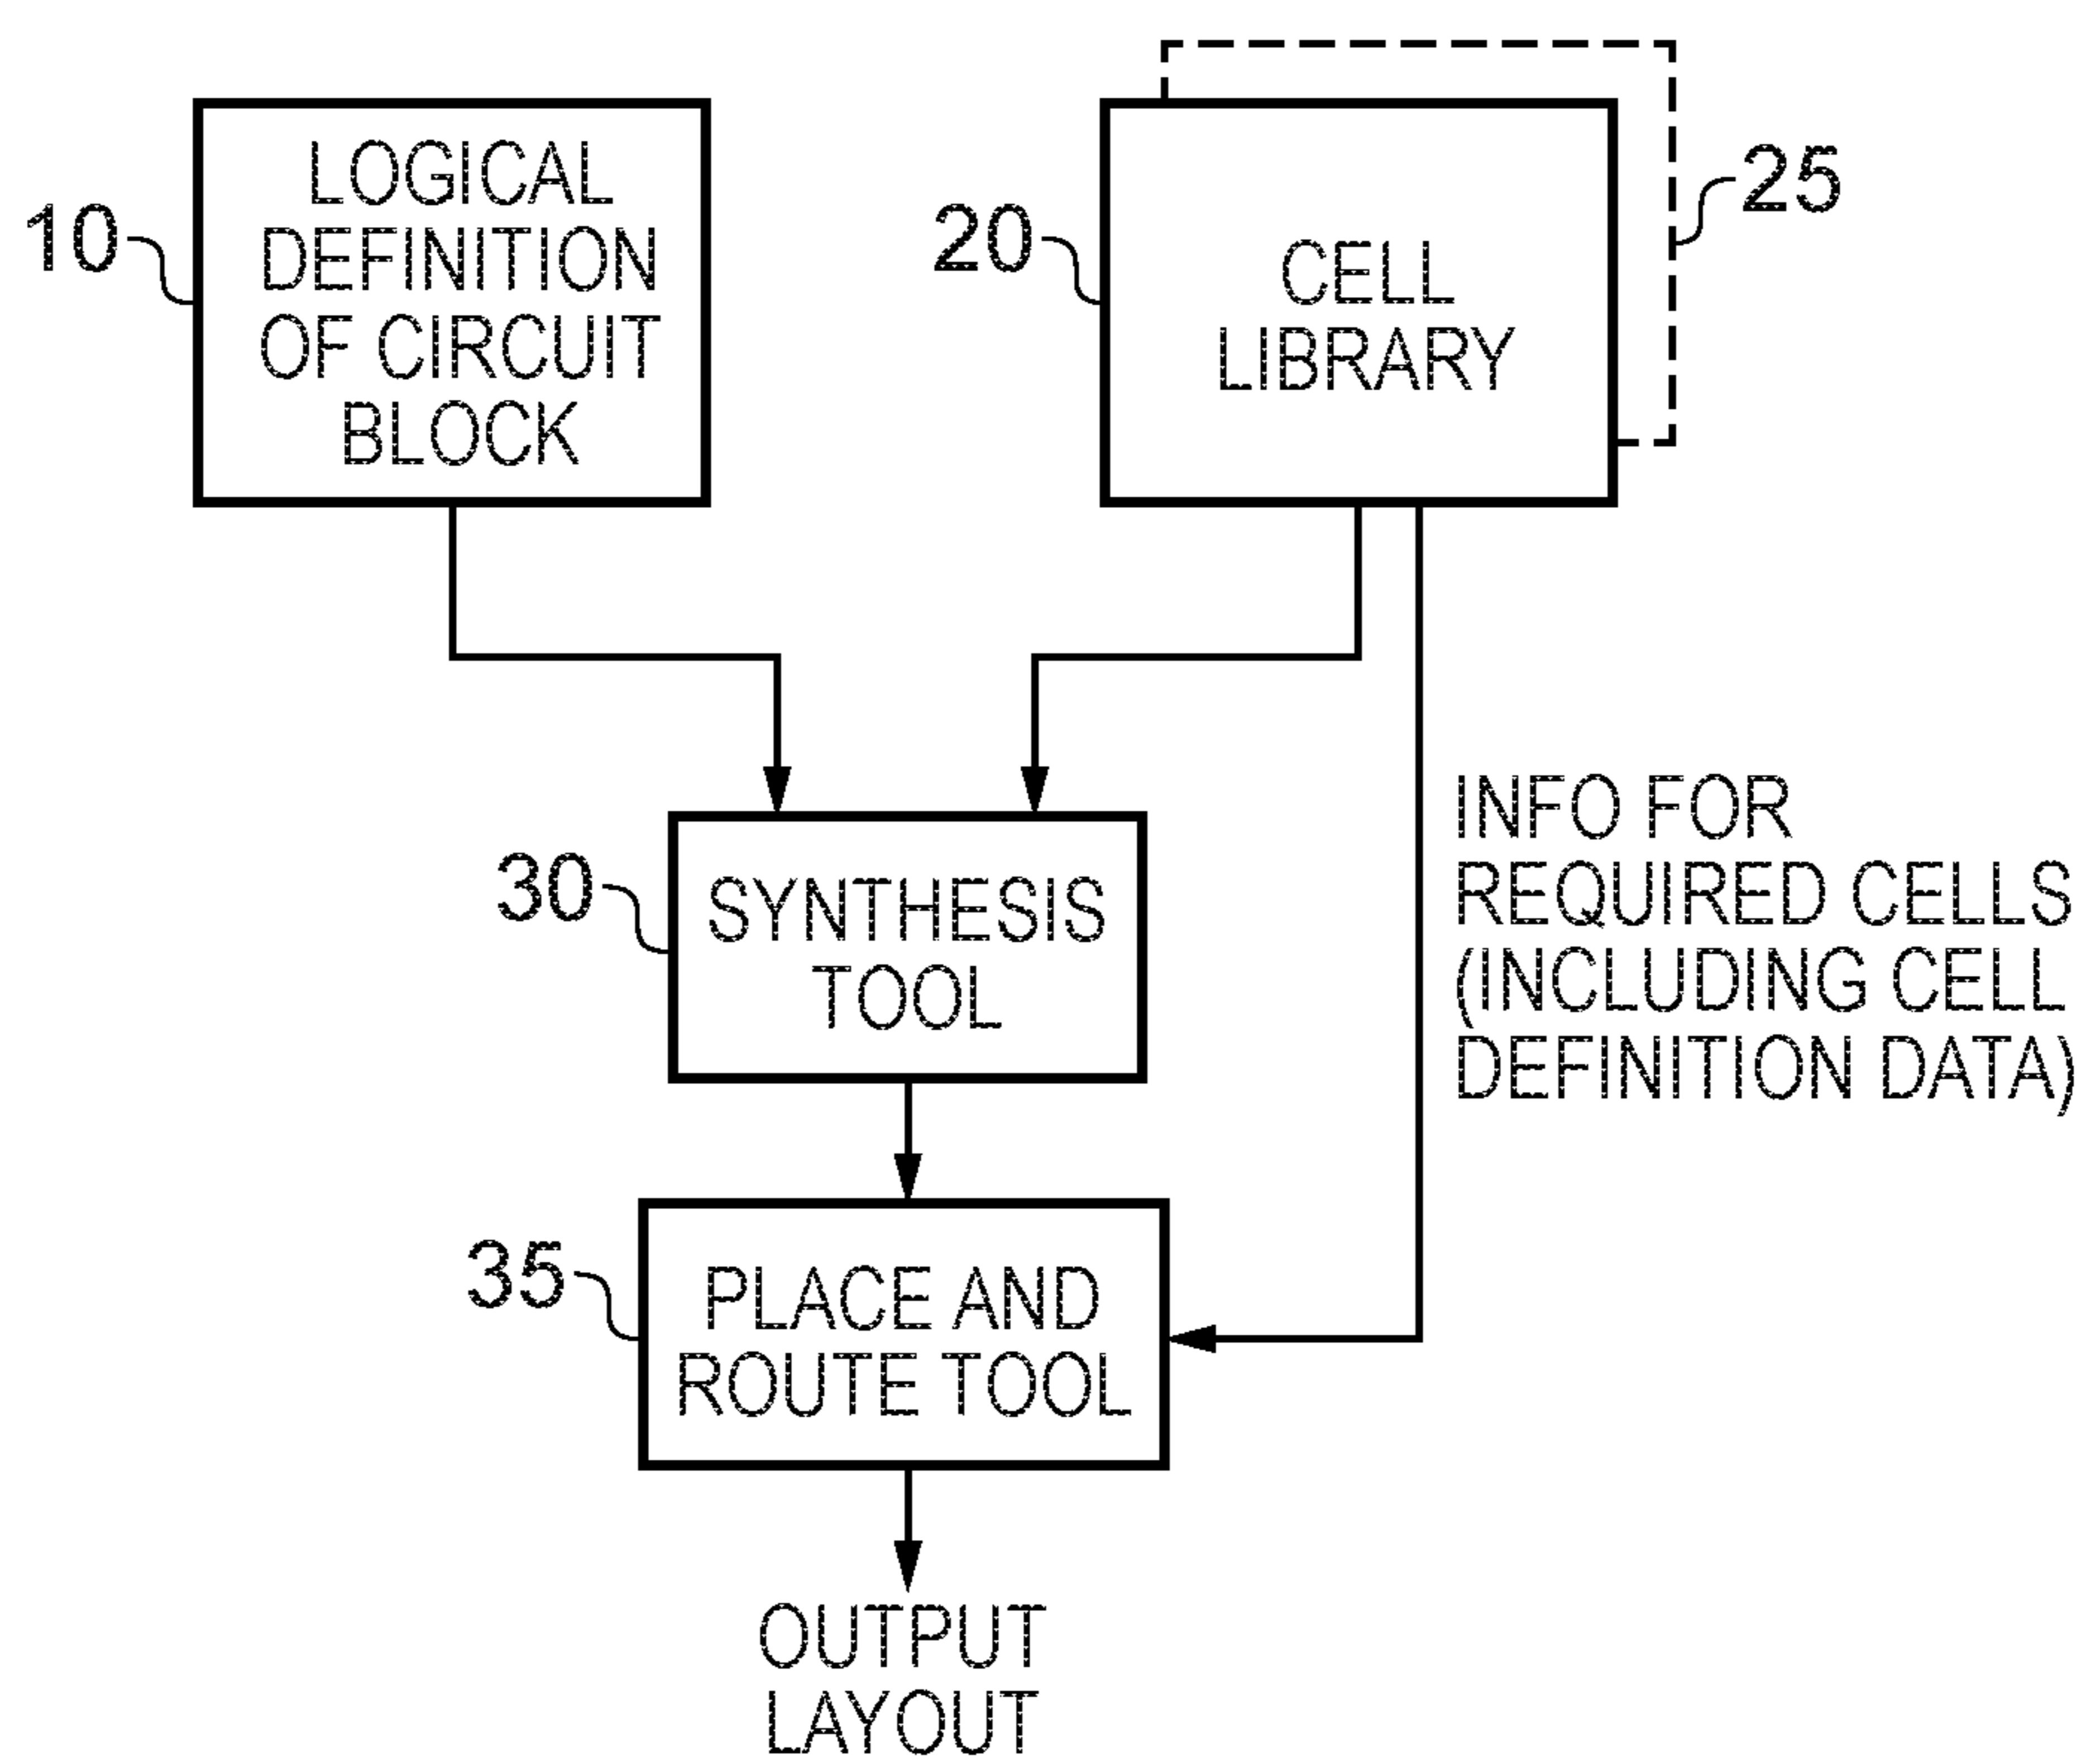 10
LOGICAL
DEFINITION
OF CIRCUIT
BLOCK
20
CELL
LIBRARY
25
INFO FOR
REQUIRED CELLS
(INCLUDING CELL
DEFINITION DATA)
30
SYNTHESIS
TOOL
35
PLACE AND
ROUTE TOOL
OUTPUT
LAYOUT